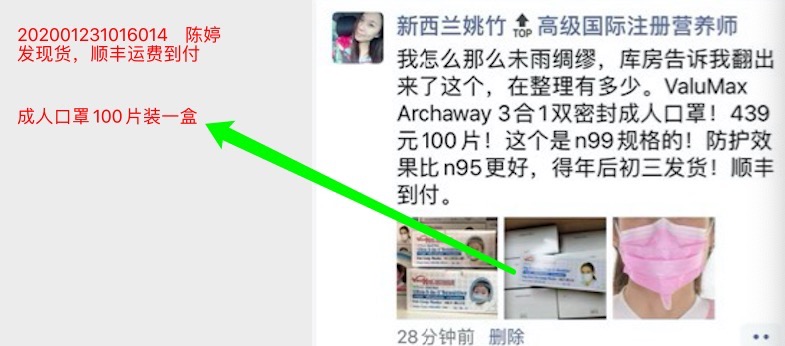 202001231016014 陈婷
发现货，顺丰运费到付
成人口罩100片装一盒
新西兰姚竹 TOP 高级国际注册营养师
我怎么那么未雨绸缪，库房告诉我翻出
来了这个，在整理有多少。ValuMax
Archaway 3合1双密封成人口罩！439
元100片！这个是n99规格的！防护效
果比n95更好，得年后初三发货！顺丰
到付。
28分钟前 删除